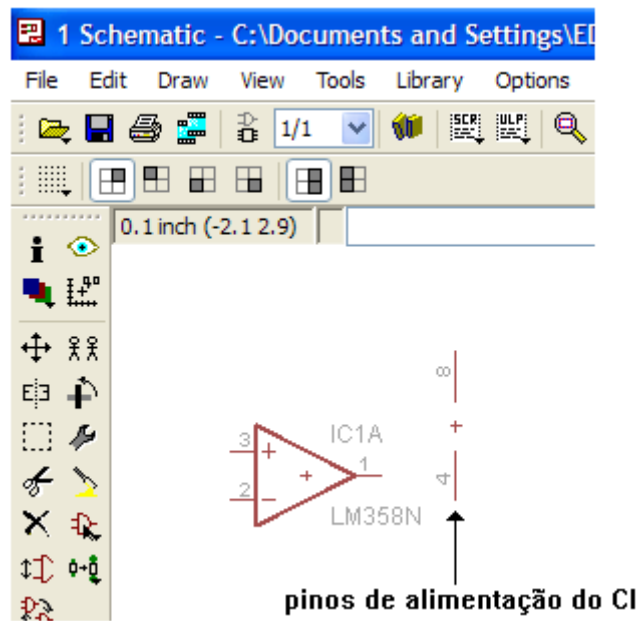 1 Schematic - C:\Documents and Settings\ED
File Edit Draw View Tools Library Options
1/1 SCR ULP
0.1 inch (-2.1 2.9)
8
IC1A
3
1
4
2
LM358N
pinos de alimentação do CI